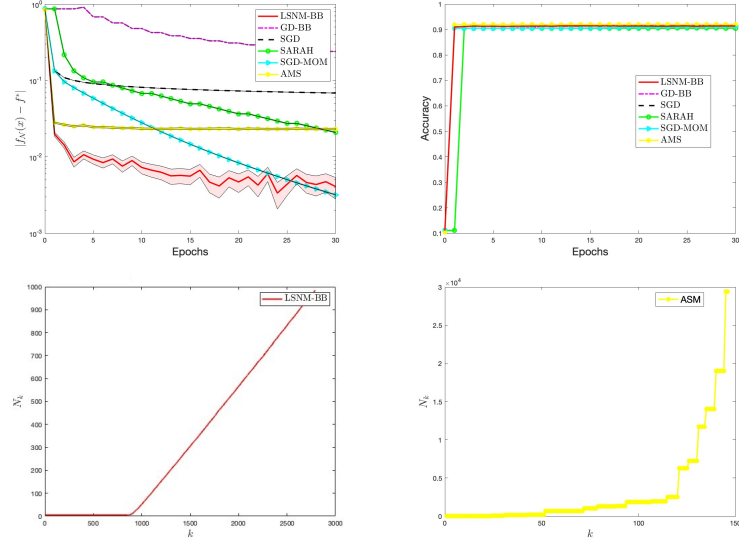 10^0
10^-1
10^-2
10^-3
|f_N(x) − f*|
0 5 10 15 20 25 30
Epochs
LSNM-BB
GD-BB
SGD
SARAH
SGD-MOM
AMS
1
0.9
0.8
0.7
0.6
0.5
0.4
0.3
0.2
0.1
Accuracy
0 5 10 15 20 25 30
Epochs
LSNM-BB
GD-BB
SGD
SARAH
SGD-MOM
AMS
1000
900
800
700
600
500
400
300
200
100
0
N_k
0 500 1000 1500 2000 2500 3000
k
LSNM-BB
×10^4
3
2.5
2
1.5
1
0.5
0
N_k
0 50 100 150
k
ASM